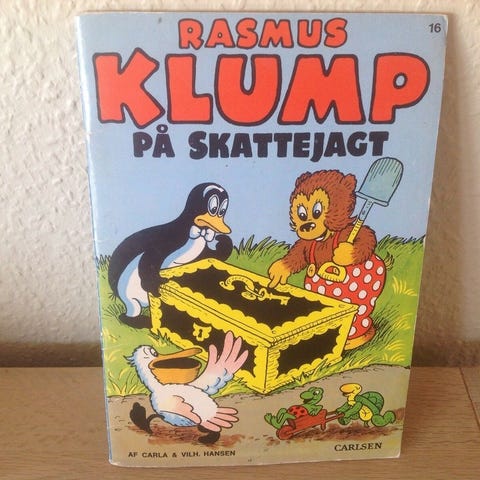 16
RASMUS
KLUMP
PÅ SKATTEJAGT
AF CARLA & VILH. HANSEN
CARLSEN